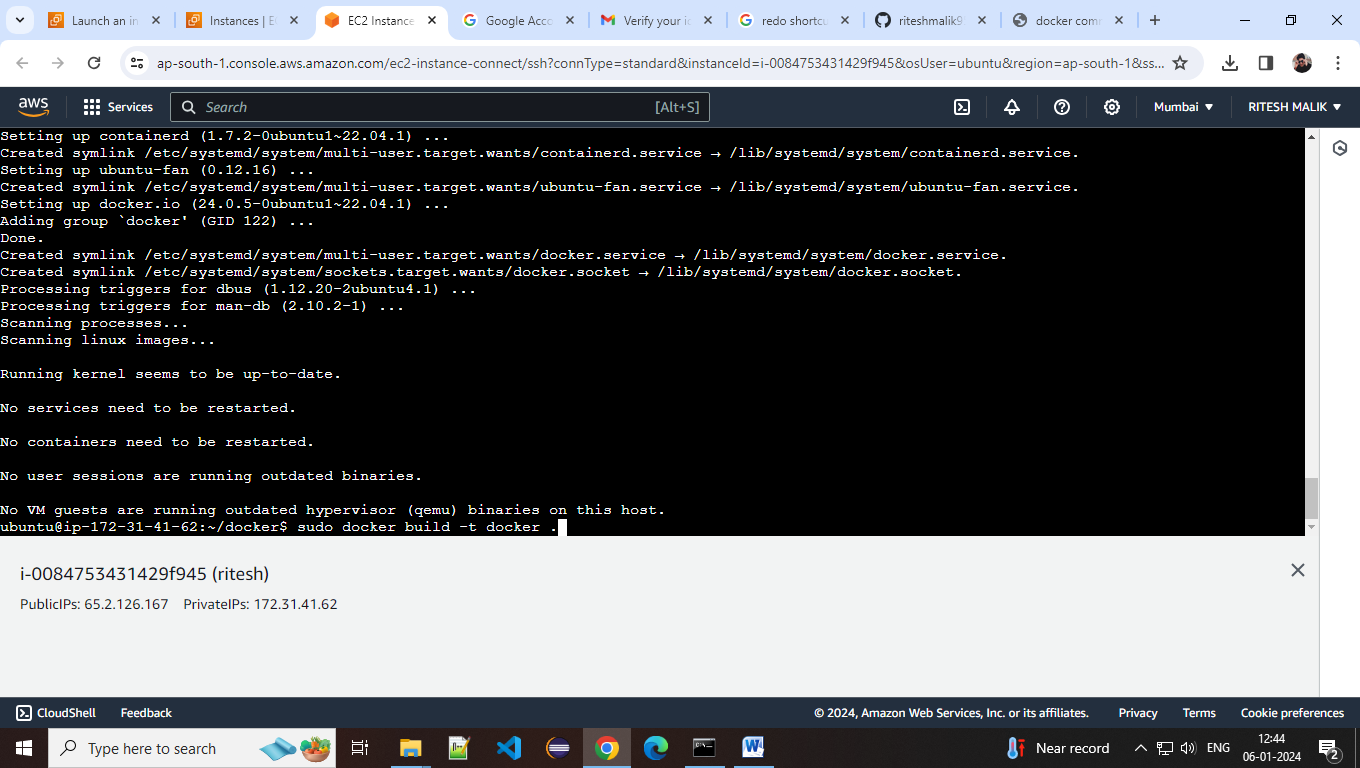 Launch an in
Instances | E
EC2 Instance
Google Acco
Verify your i
redo shortcu
riteshmalik9
docker com
ap-south-1.console.aws.amazon.com/ec2-instance-connect/ssh?connType=standard&instanceId=i-0084753431429f945&osUser=ubuntu&region=ap-south-1&ss...
aws
Services
Search
[Alt+S]
Mumbai
RITESH MALIK
Setting up containerd (1.7.2-0ubuntu1~22.04.1) ...
Created symlink /etc/systemd/system/multi-user.target.wants/containerd.service → /lib/systemd/system/containerd.service.
Setting up ubuntu-fan (0.12.16) ...
Created symlink /etc/systemd/system/multi-user.target.wants/ubuntu-fan.service → /lib/systemd/system/ubuntu-fan.service.
Setting up docker.io (24.0.5-0ubuntu1~22.04.1) ...
Adding group `docker' (GID 122) ...
Done.
Created symlink /etc/systemd/system/multi-user.target.wants/docker.service → /lib/systemd/system/docker.service.
Created symlink /etc/systemd/system/sockets.target.wants/docker.socket → /lib/systemd/system/docker.socket.
Processing triggers for dbus (1.12.20-2ubuntu4.1) ...
Processing triggers for man-db (2.10.2-1) ...
Scanning processes...
Scanning linux images...
Running kernel seems to be up-to-date.
No services need to be restarted.
No containers need to be restarted.
No user sessions are running outdated binaries.
No VM guests are running outdated hypervisor (qemu) binaries on this host.
ubuntu@ip-172-31-41-62:~/docker$ sudo docker build -t docker .
i-0084753431429f945 (ritesh)
PublicIPs: 65.2.126.167 PrivateIPs: 172.31.41.62
CloudShell
Feedback
© 2024, Amazon Web Services, Inc. or its affiliates.
Privacy
Terms
Cookie preferences
Type here to search
Near record
ENG
12:44
06-01-2024
2